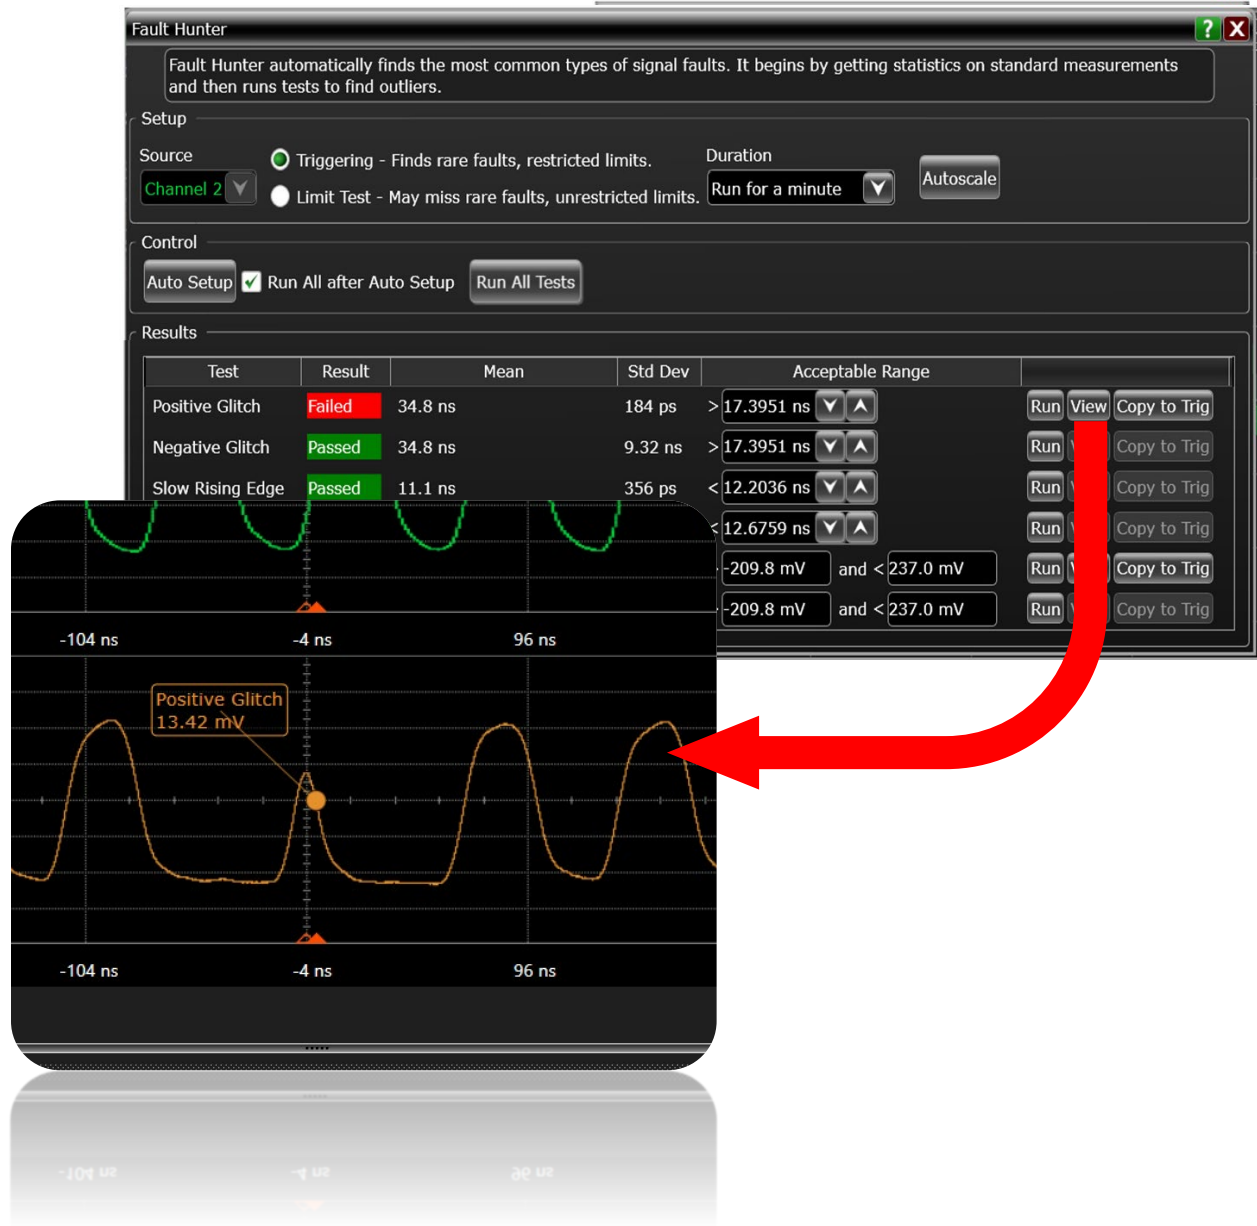 Fault Hunter
? X
Fault Hunter automatically finds the most common types of signal faults. It begins by getting statistics on standard measurements
and then runs tests to find outliers.
Setup
Source
Channel 2
Triggering - Finds rare faults, restricted limits.
Limit Test - May miss rare faults, unrestricted limits.
Duration
Run for a minute
Autoscale
Control
Auto Setup
Run All after Auto Setup
Run All Tests
Results
Test Result Mean Std Dev Acceptable Range
Positive Glitch Failed 34.8 ns 184 ps > 17.3951 ns Run View Copy to Trig
Negative Glitch Passed 34.8 ns 9.32 ns > 17.3951 ns Run Copy to Trig
Slow Rising Edge Passed 11.1 ns 356 ps < 12.2036 ns Run Copy to Trig
< 12.6759 ns Run Copy to Trig
-209.8 mV and < 237.0 mV Run Copy to Trig
-209.8 mV and < 237.0 mV Run Copy to Trig
-104 ns -4 ns 96 ns
Positive Glitch
13.42 mV
-104 ns -4 ns 96 ns